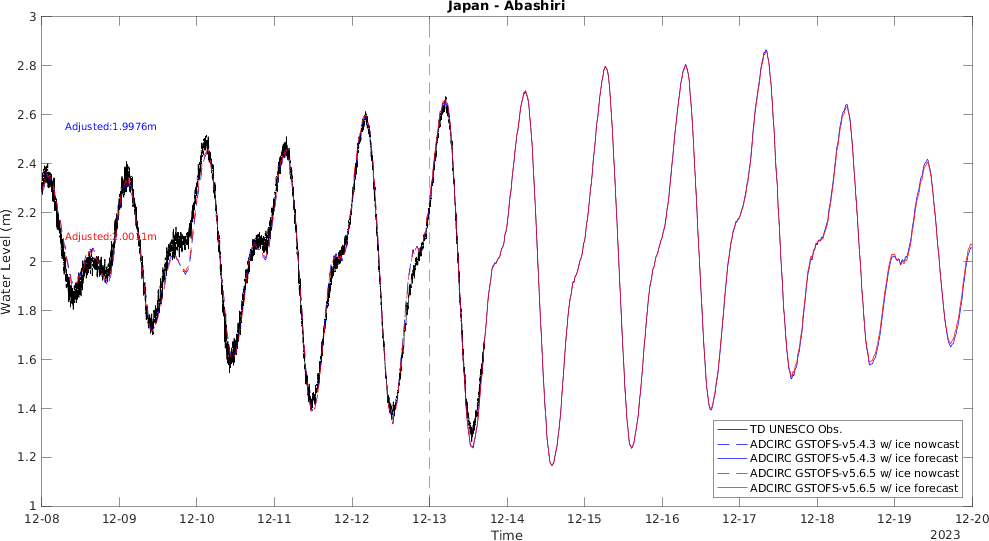 Japan - Abashiri
Water Level (m)
3
2.8
2.6
2.4
2.2
2
1.8
1.6
1.4
1.2
1
Adjusted:1.9976m
Adjusted:2.0011m
TD UNESCO Obs.
ADCIRC GSTOFS-v5.4.3 w/ ice nowcast
ADCIRC GSTOFS-v5.4.3 w/ ice forecast
ADCIRC GSTOFS-v5.6.5 w/ ice nowcast
ADCIRC GSTOFS-v5.6.5 w/ ice forecast
12-08 12-09 12-10 12-11 12-12 12-13 12-14 12-15 12-16 12-17 12-18 12-19 12-20
Time
2023